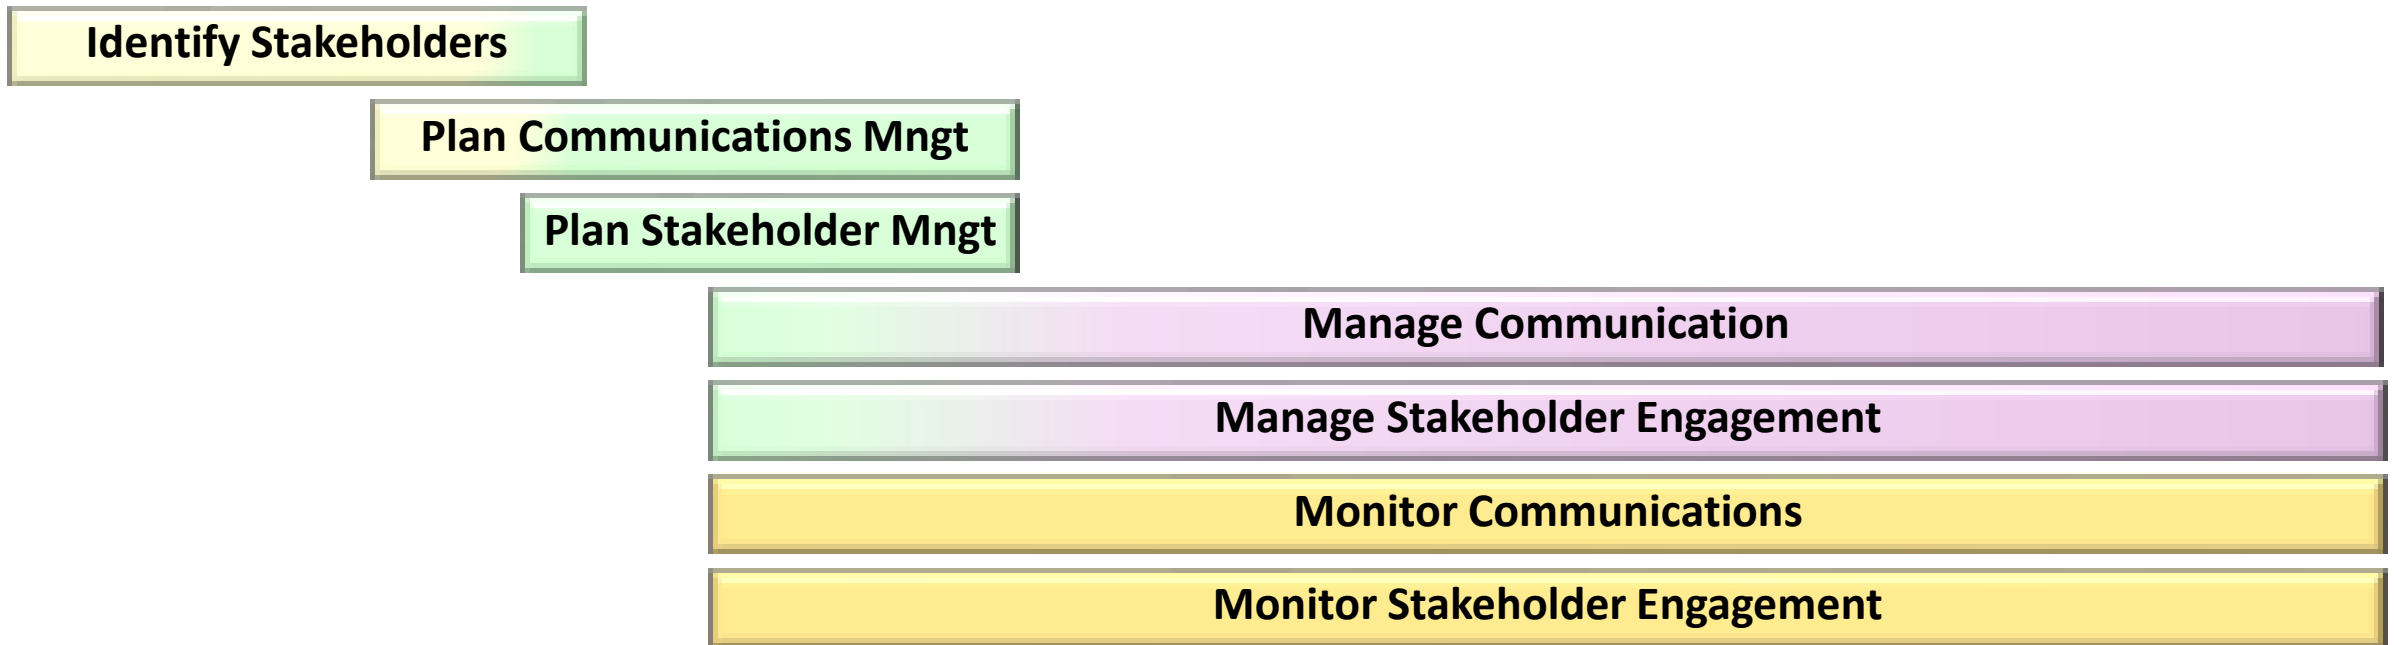 Identify Stakeholders
Plan Communications Mngt
Plan Stakeholder Mngt
Manage Communication
Manage Stakeholder Engagement
Monitor Communications
Monitor Stakeholder Engagement